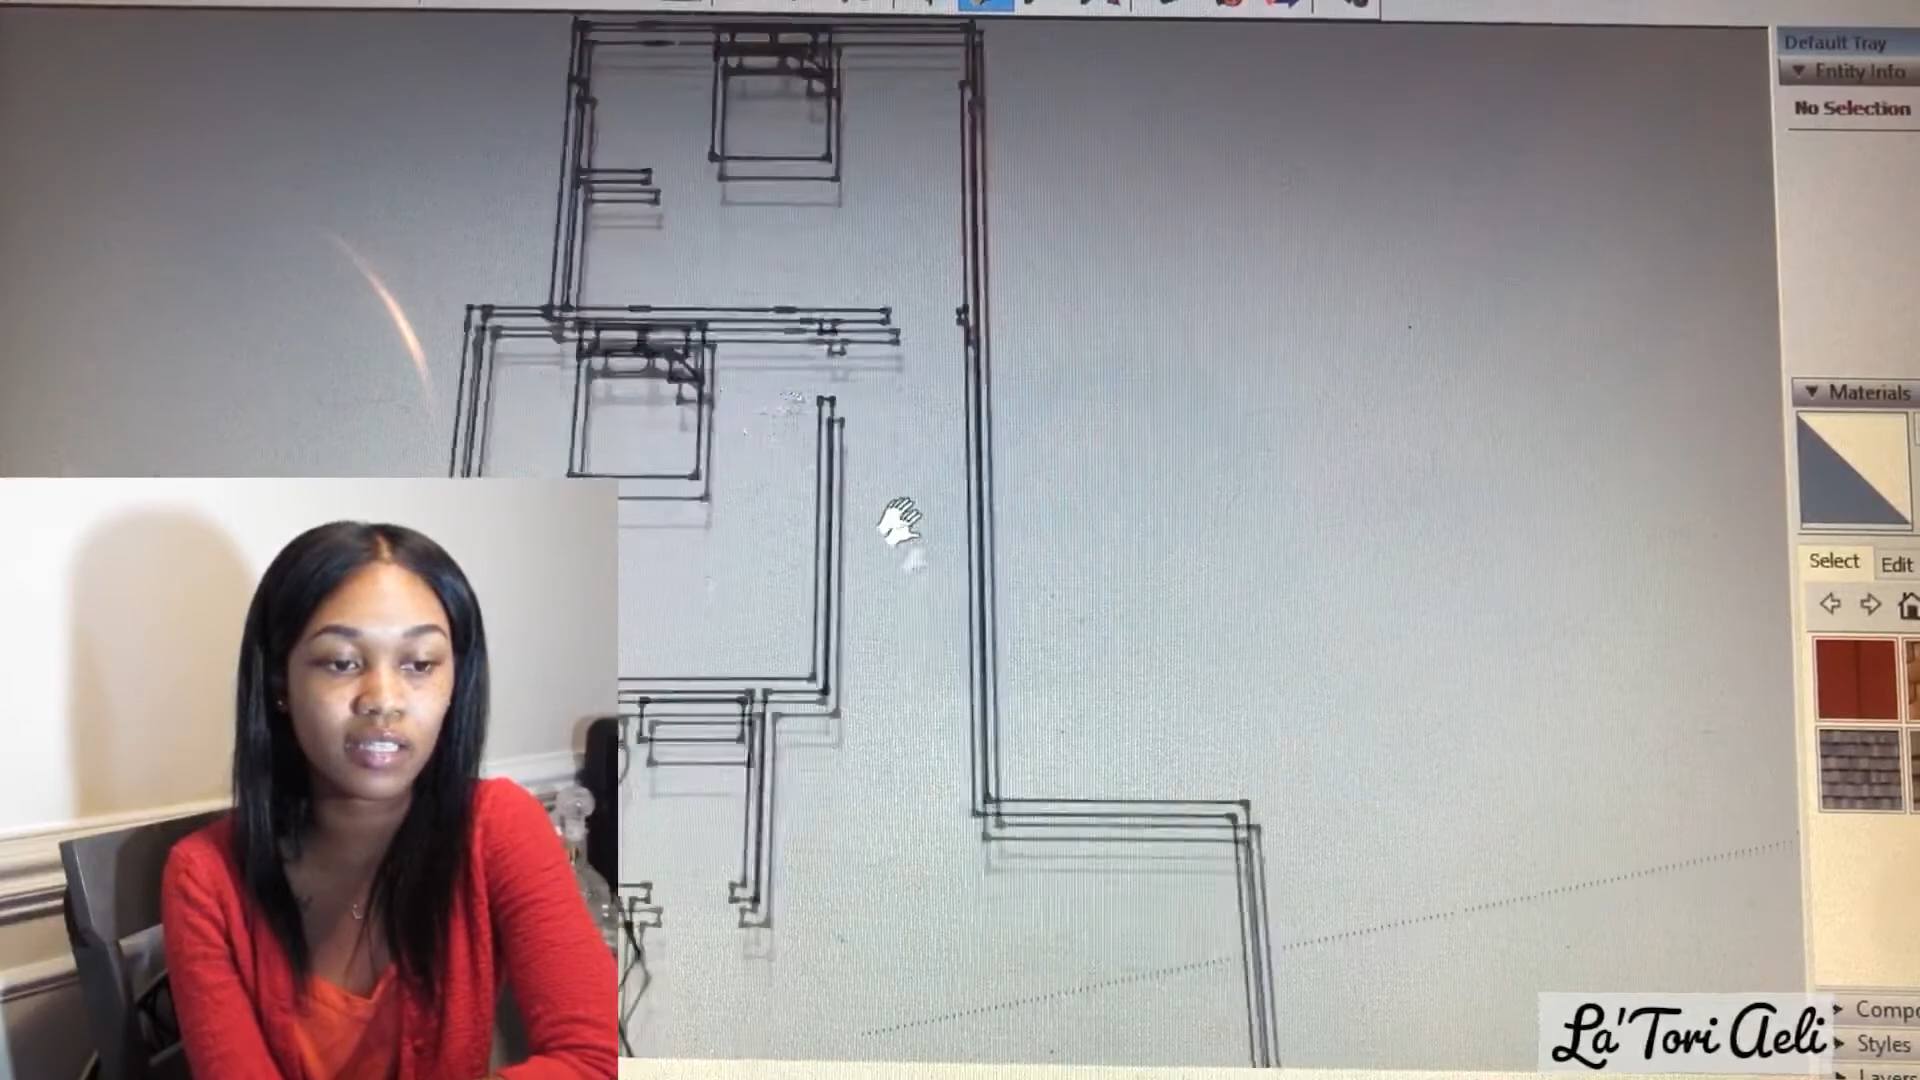 Default Tray
Entity Info
No Selection
Materials
Select
Edit
La'Tori Aeli
Styles